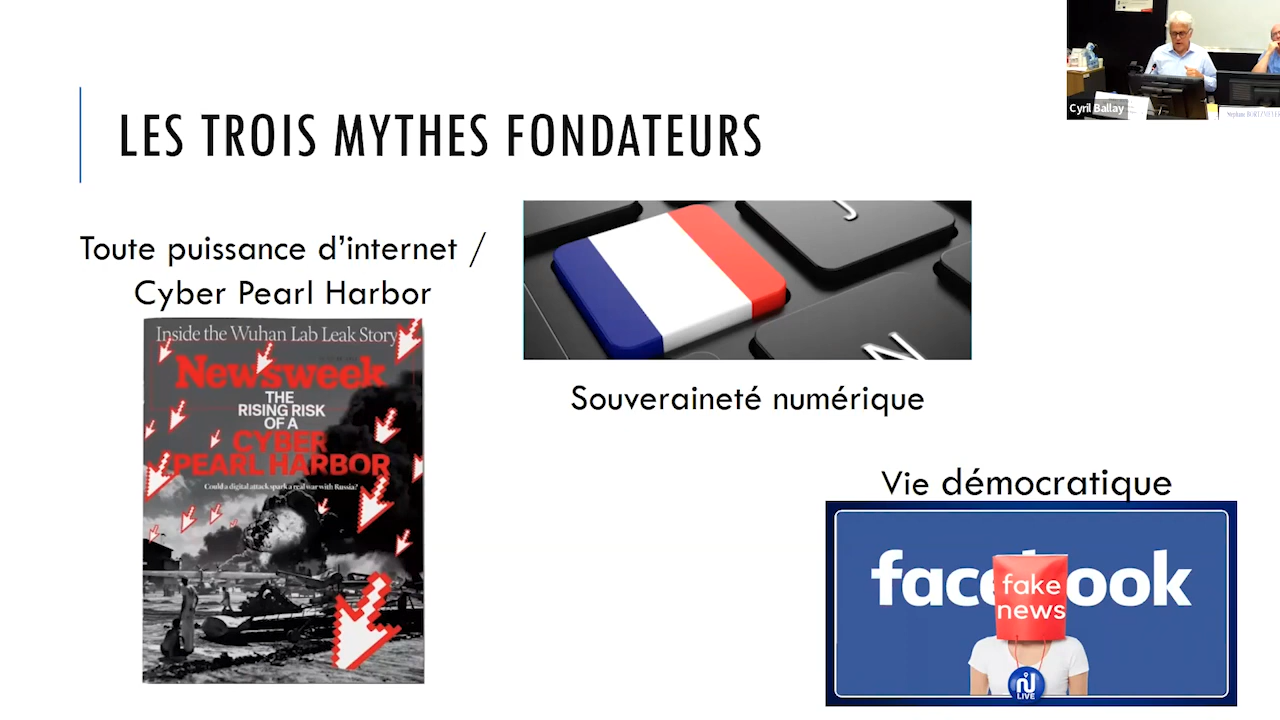 Cyril Ballay
LES TROIS MYTHES FONDATEURS
Toute puissance d’internet /
Cyber Pearl Harbor
Inside the Wuhan Lab Leak Story
Newsweek
THE
RISING RISK
OF A
CYBER
PEARL HARBOR
Could a digital attack spark a real war with Russia?
J
N
Souveraineté numérique
Vie démocratique
facebook
fake
news
LIVE